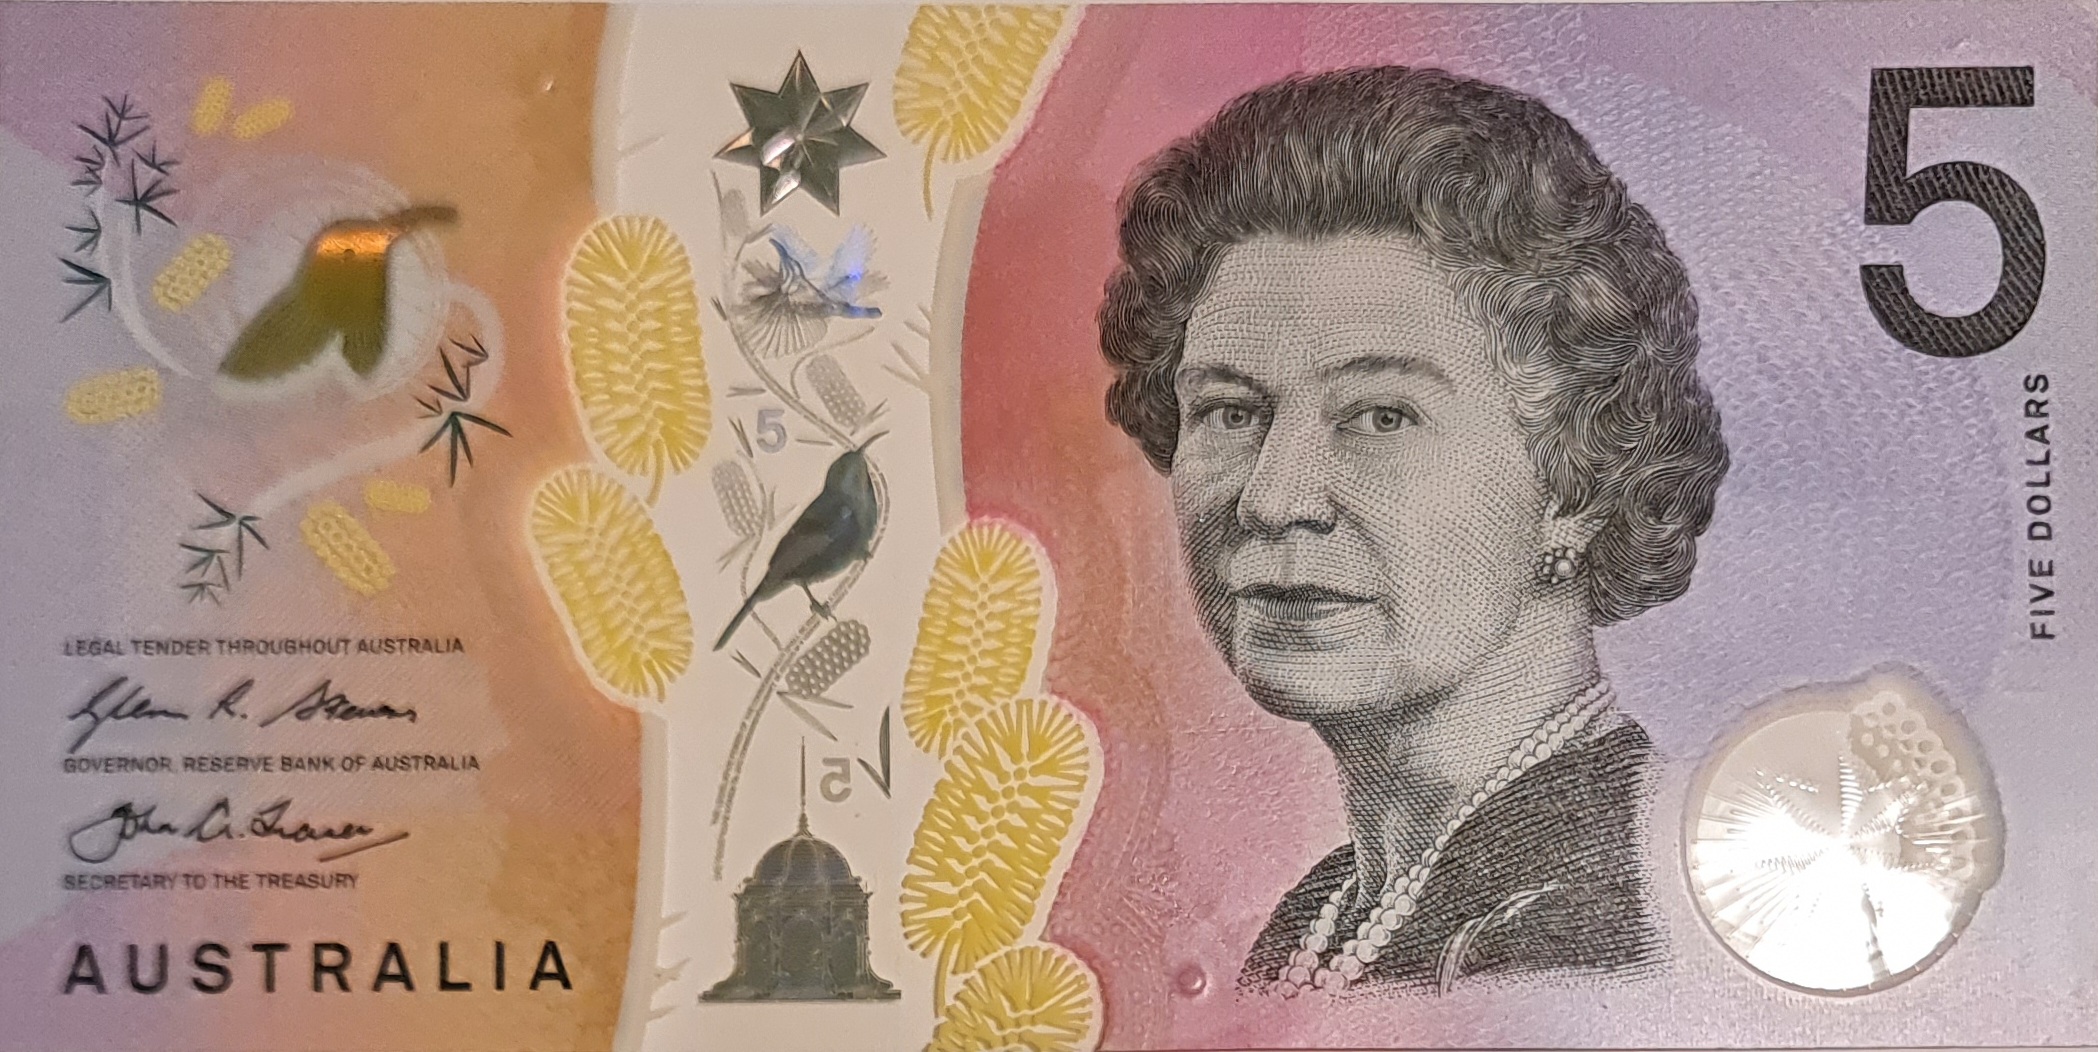 LEGAL TENDER THROUGHOUT AUSTRALIA
Glenn R. Stevens
GOVERNOR, RESERVE BANK OF AUSTRALIA
John A. Fraser
SECRETARY TO THE TREASURY
AUSTRALIA
5
5
5
FIVE DOLLARS